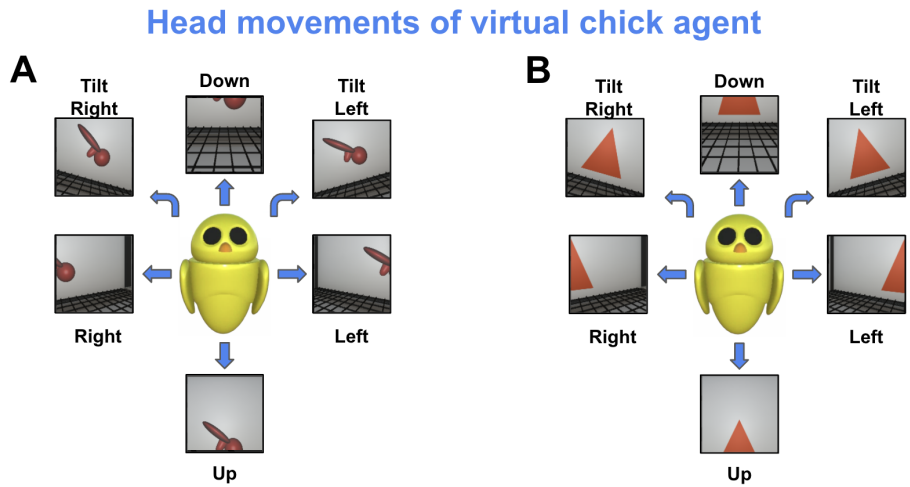 Head movements of virtual chick agent
A
Tilt
Right
Down
Tilt
Left
Right
Left
Up
B
Tilt
Right
Down
Tilt
Left
Right
Left
Up